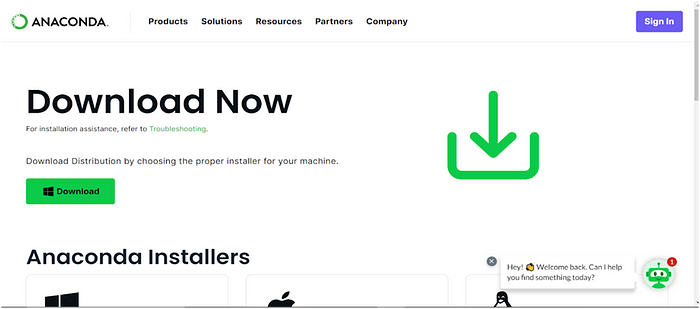 ANACONDA.
Products
Solutions
Resources
Partners
Company
Sign In
Download Now
For installation assistance, refer to Troubleshooting.
Download Distribution by choosing the proper installer for your machine.
Download
Anaconda Installers
Hey! Welcome back. Can I help
you find something today?
1